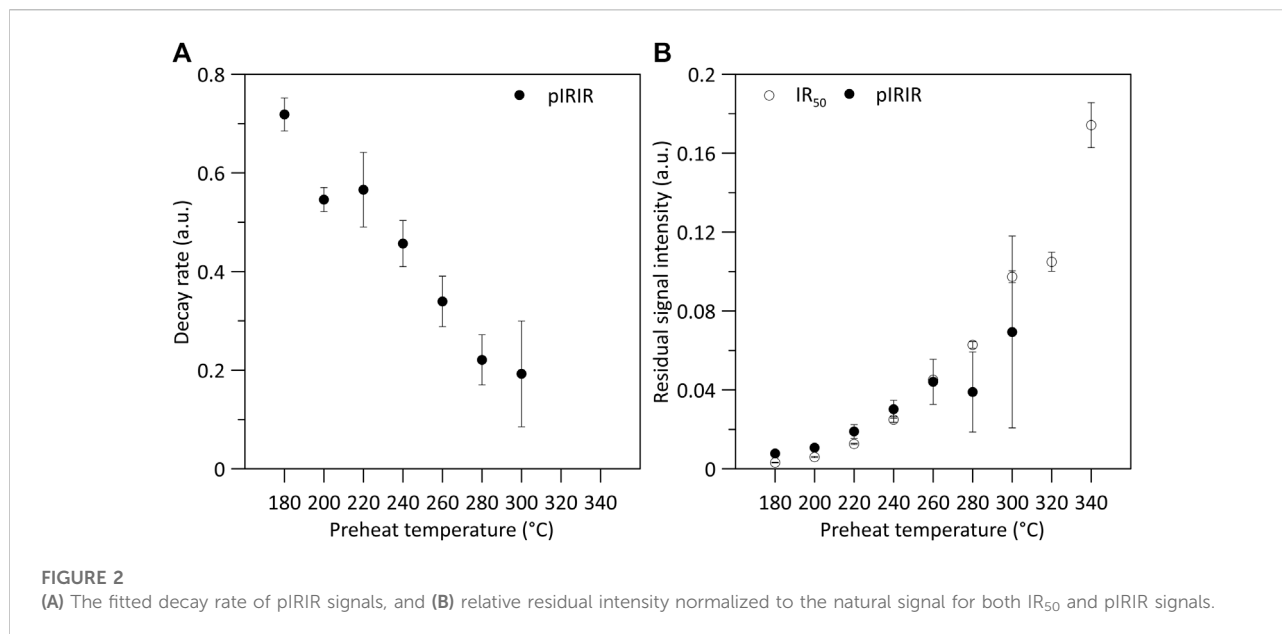 A
0.8
0.6
0.4
0.2
0
Decay rate (a.u.)
pIRIR
180 200 220 240 260 280 300 320 340
Preheat temperature (°C)
B
0.2
0.16
0.12
0.08
0.04
0
Residual signal intensity (a.u.)
IR50 pIRIR
180 200 220 240 260 280 300 320 340
Preheat temperature (°C)
FIGURE 2
(A) The fitted decay rate of pIRIR signals, and (B) relative residual intensity normalized to the natural signal for both IR50 and pIRIR signals.